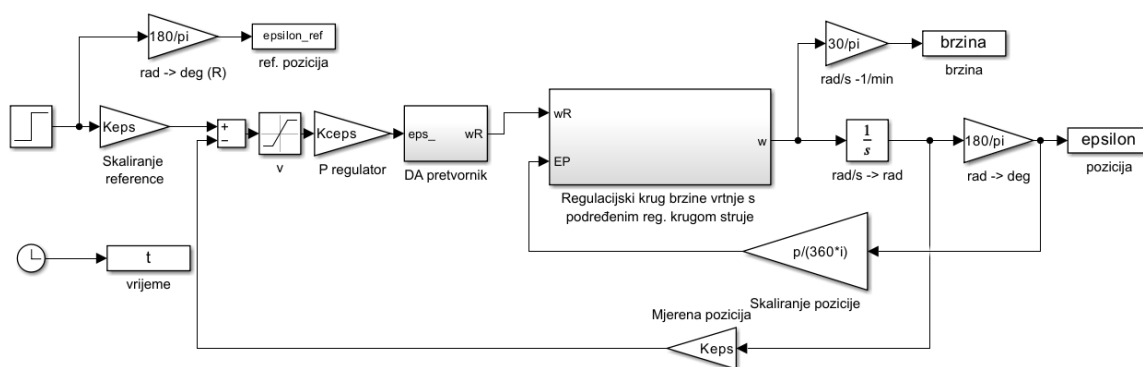 180/pi
epsilon_ref
rad -> deg (R)
ref. pozicija
30/pi
brzina
rad/s -1/min
brzina
Keps
+
−
Kceps
eps_
wR
wR
EP
w
1
s
180/pi
epsilon
Skaliranje
reference
v
P regulator
DA pretvornik
Regulacijski krug brzine vrtnje s
podređenim reg. krugom struje
rad/s -> rad
rad -> deg
pozicija
t
vrijeme
p/(360*i)
Skaliranje pozicije
Mjerena pozicija
Keps